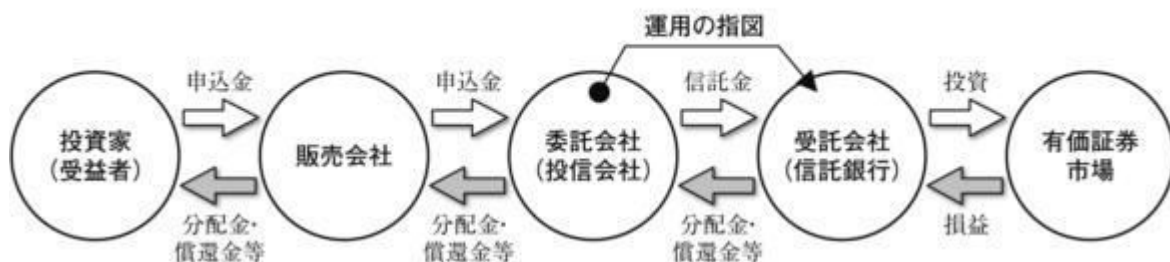 運用の指図
申込金
申込金
信託金
投資
投資家
(受益者)
販売会社
委託会社
(投信会社)
受託会社
(信託銀行)
有価証券
市場
分配金・
償還金等
分配金・
償還金等
分配金・
償還金等
損益